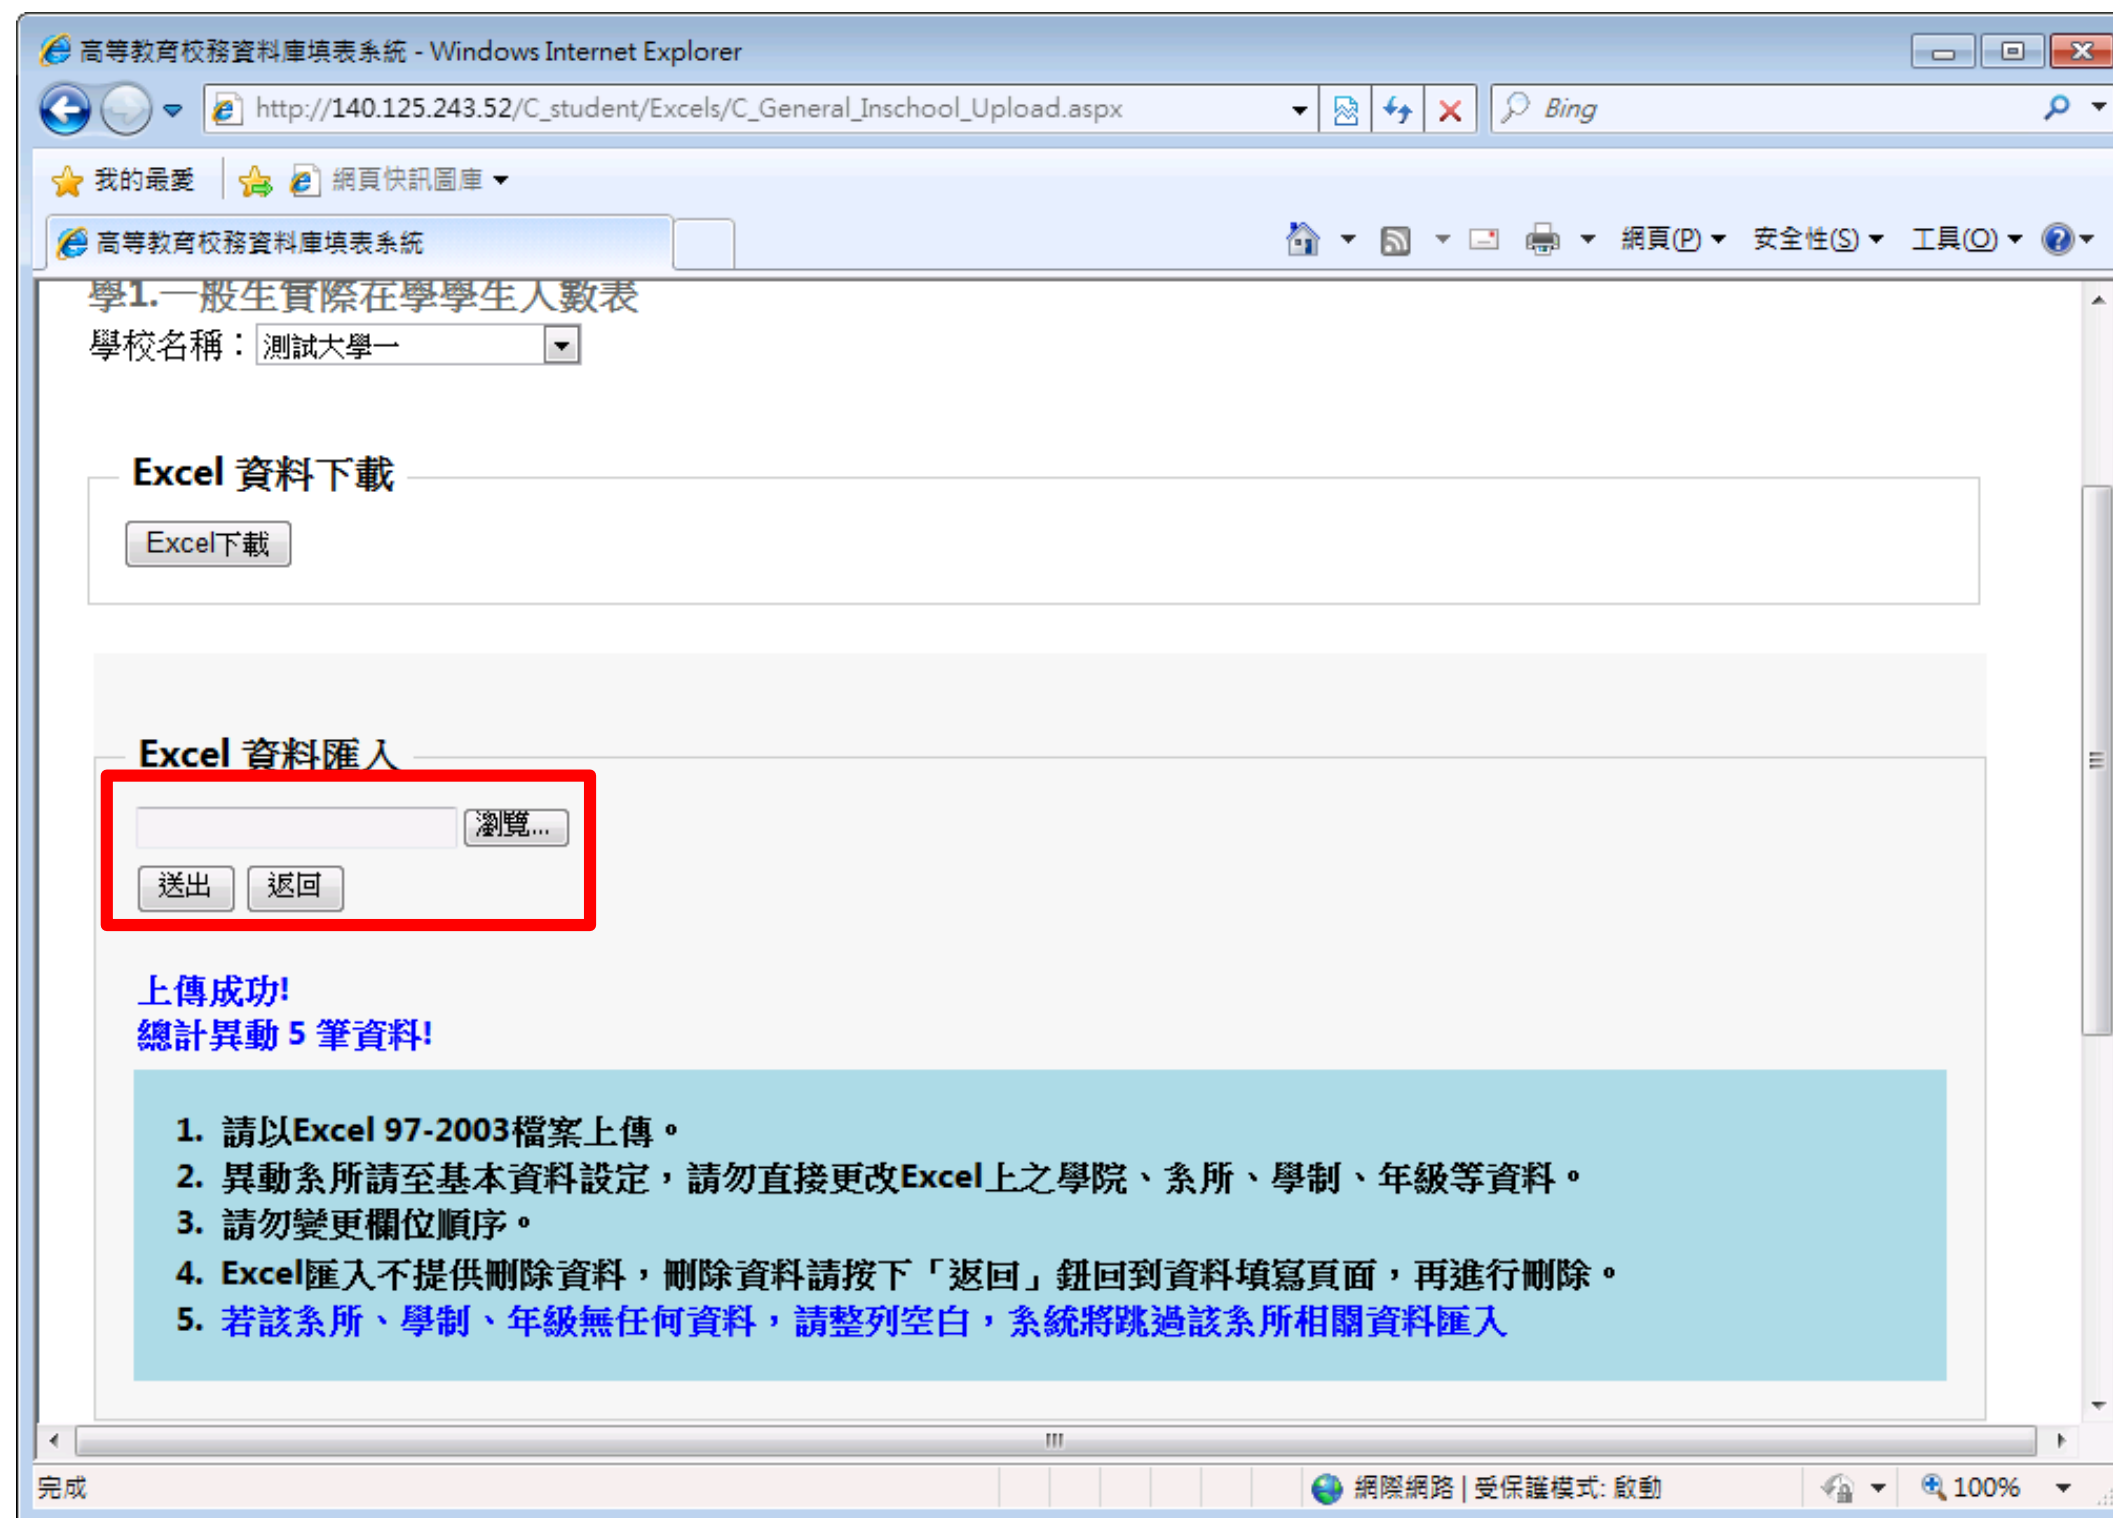 高等教育校務資料庫填表系統 - Windows Internet Explorer
http://140.125.243.52/C_student/Excels/C_General_Inschool_Upload.aspx
Bing
我的最愛
網頁快訊圖庫
高等教育校務資料庫填表系統
網頁(P)
安全性(S)
工具(O)
學1.一般生實際在學學生人數表
學校名稱：測試大學一
Excel 資料下載
Excel下載
Excel 資料匯入
瀏覽...
送出 返回
上傳成功!
總計異動 5 筆資料!
1. 請以Excel 97-2003檔案上傳。
2. 異動系所請至基本資料設定，請勿直接更改Excel上之學院、系所、學制、年級等資料。
3. 請勿變更欄位順序。
4. Excel匯入不提供刪除資料，刪除資料請按下「返回」鈕回到資料填寫頁面，再進行刪除。
5. 若該系所、學制、年級無任何資料，請整列空白，系統將跳過該系所相關資料匯入
完成
網際網路 | 受保護模式: 啟動
100%